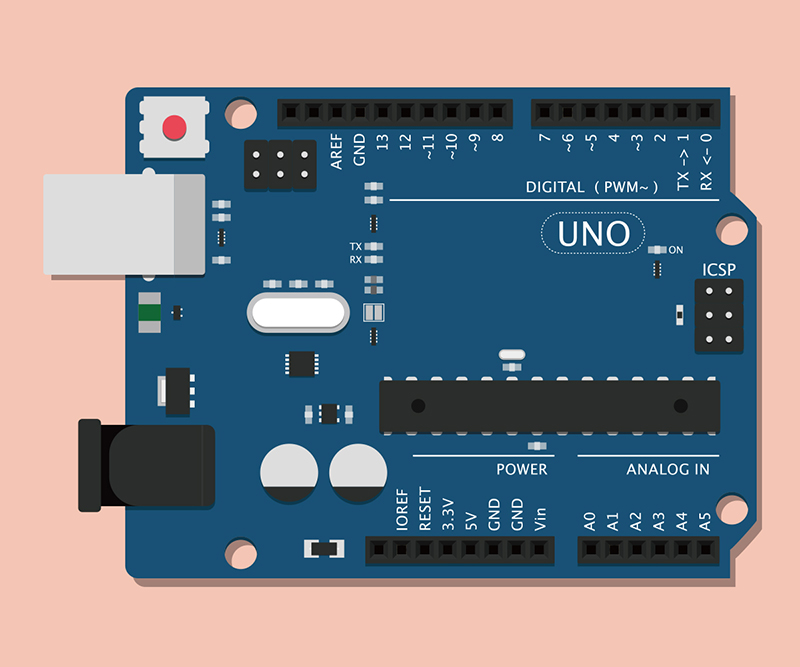 AREF GND 13 12 ~11 ~10 ~9 8 7 ~6 ~5 4 ~3 2 TX -> 1 RX <- 0
DIGITAL ( PWM~ )
UNO
TX
RX
ON
ICSP
POWER
ANALOG IN
IOREF RESET 3.3V 5V GND GND Vin A0 A1 A2 A3 A4 A5